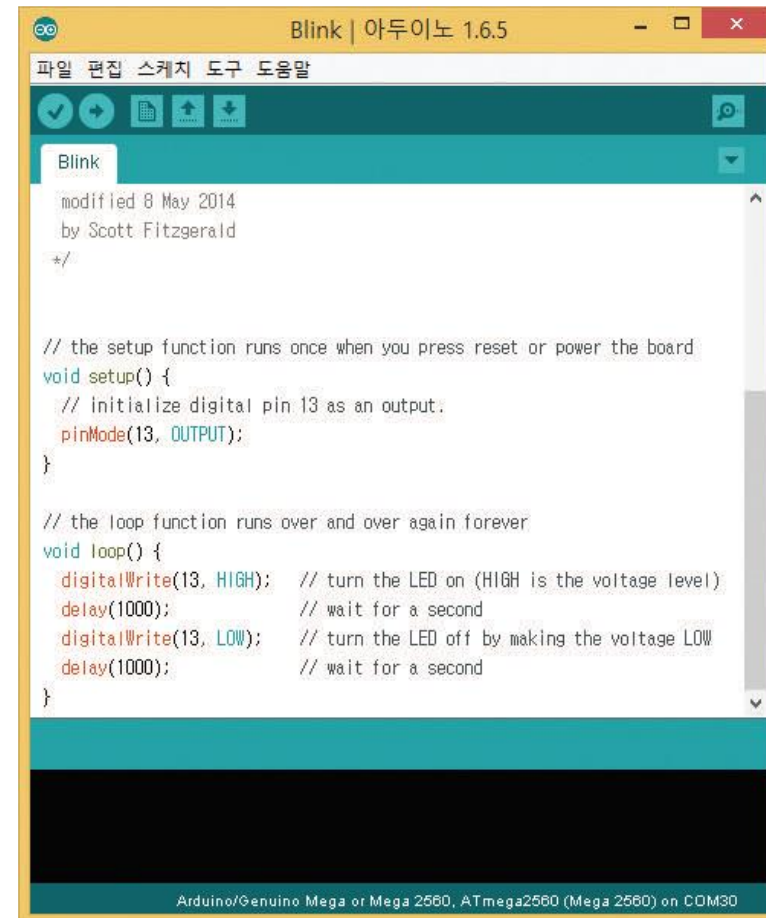 Blink | 아두이노 1.6.5
파일 편집 스케치 도구 도움말
Blink
modified 8 May 2014
by Scott Fitzgerald
*/
// the setup function runs once when you press reset or power the board
void setup() {
// initialize digital pin 13 as an output.
pinMode(13, OUTPUT);
}
// the loop function runs over and over again forever
void loop() {
digitalWrite(13, HIGH);   // turn the LED on (HIGH is the voltage level)
delay(1000);              // wait for a second
digitalWrite(13, LOW);    // turn the LED off by making the voltage LOW
delay(1000);              // wait for a second
}
Arduino/Genuino Mega or Mega 2560, ATmega2560 (Mega 2560) on COM30